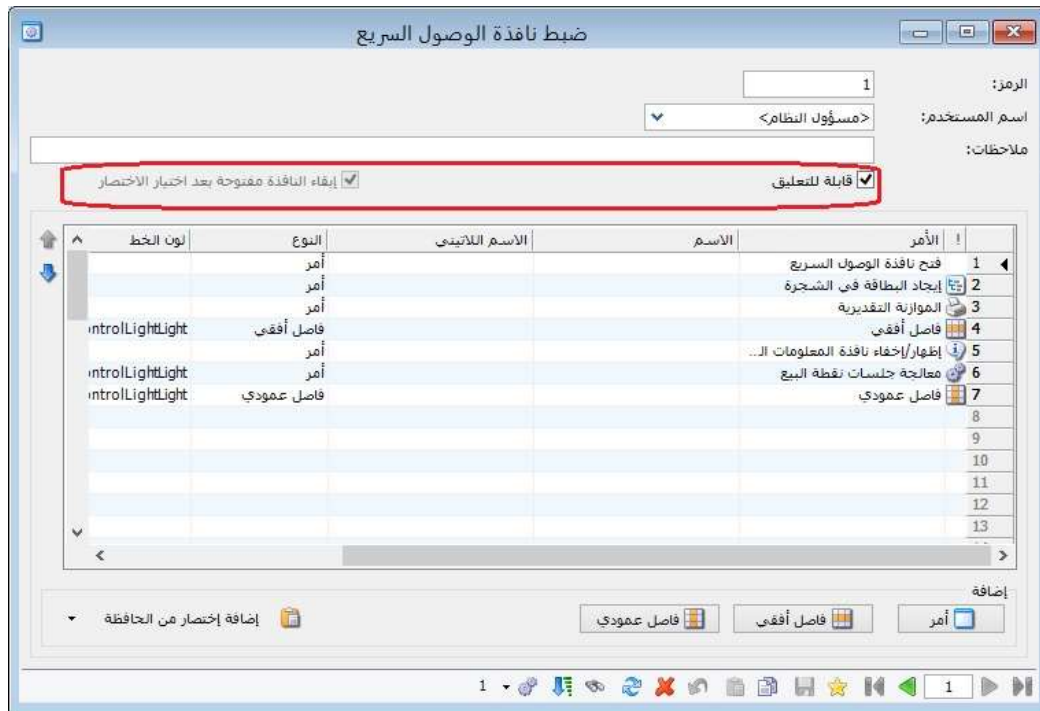 ضبط نافذة الوصول السريع
الرمز: 1
اسم المستخدم: <مسؤول النظام>
ملاحظات:
قابلة للتعليق إبقاء النافذة مفتوحة بعد اختيار الاختصار
! الأمر الاسم الاسم اللاتيني النوع لون الخط
1 فتح نافذة الوصول السريع أمر
2 إيجاد البطاقة في الشجرة أمر
3 الموازنة التقديرية أمر
4 فاصل أفقي فاصل أفقي ntrolLightLight
5 إظهار/إخفاء نافذة المعلومات الـ... أمر
6 معالجة جلسات نقطة البيع أمر ntrolLightLight
7 فاصل عمودي فاصل عمودي ntrolLightLight
8
9
10
11
12
13
إضافة
أمر فاصل أفقي فاصل عمودي إضافة إختصار من الحافظة
1 1